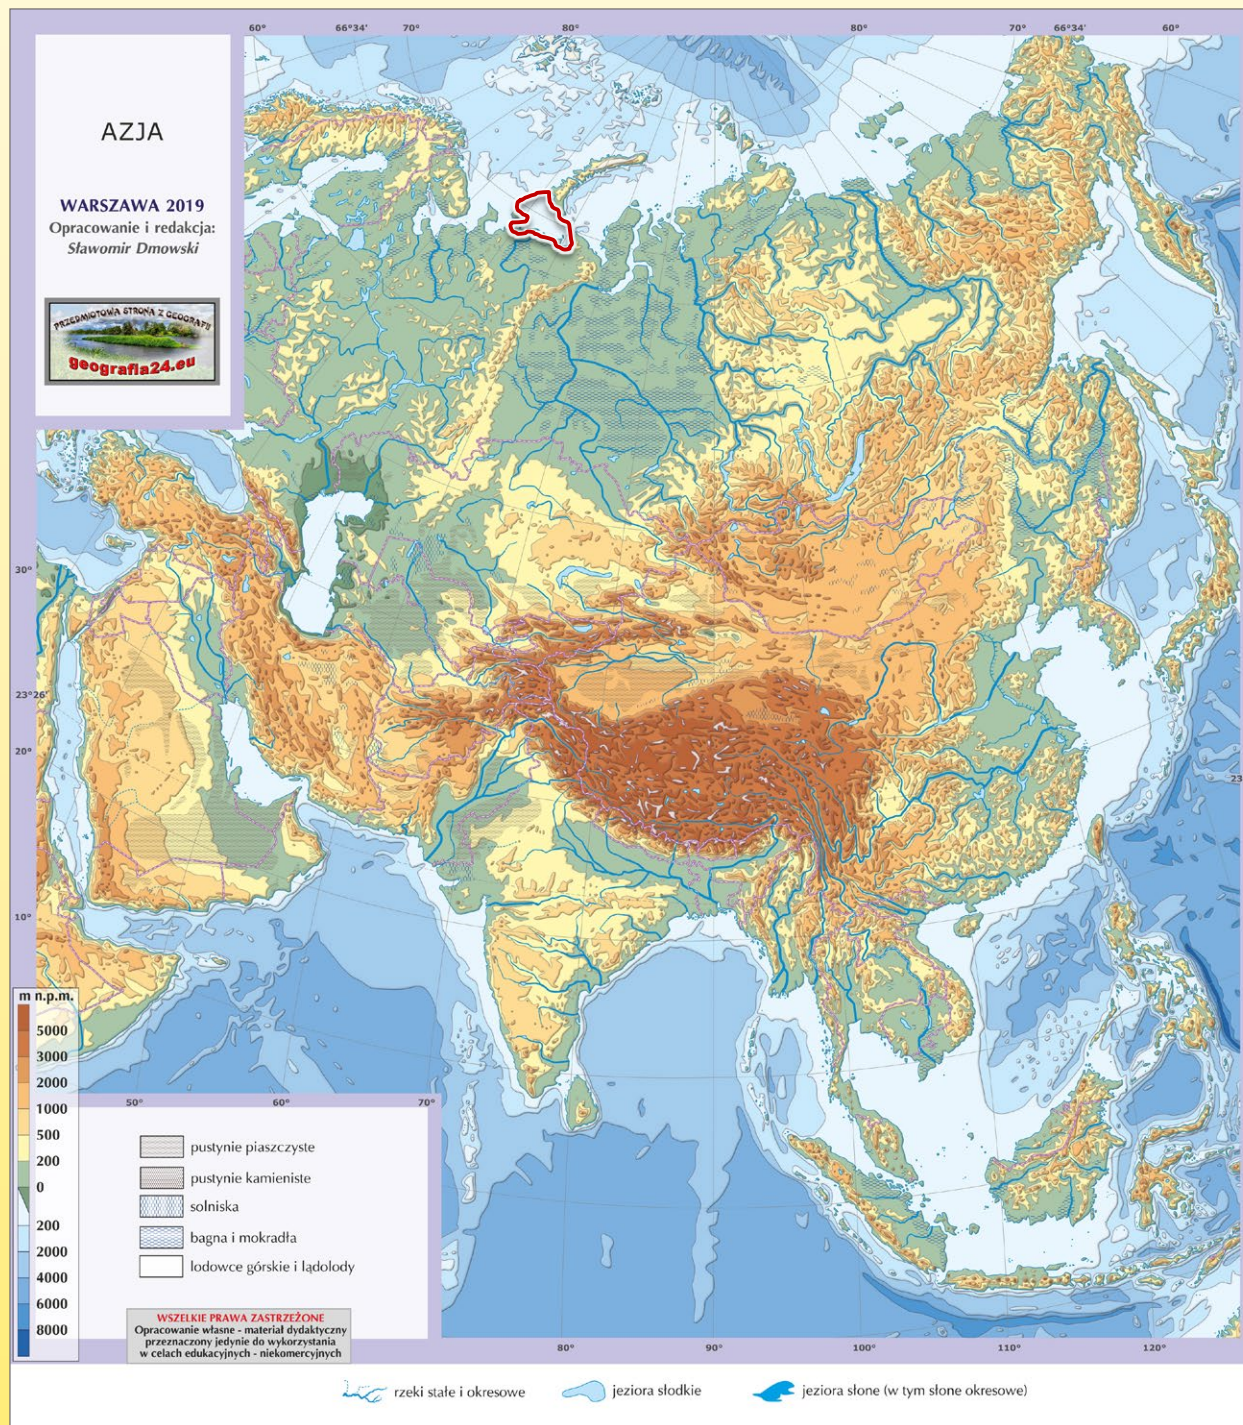 60°
66°34'
70°
80°
80°
70°
66°34'
60°
AZJA
WARSZAWA 2019
Opracowanie i redakcja:
Sławomir Dmowski
PRZEDMIOTOWA STRONA Z GEOGRAFII
geografia24.eu
30°
23°26'
20°
10°
23
m n.p.m.
5000
3000
2000
1000
500
200
0
200
2000
4000
6000
8000
50°
60°
70°
pustynie piaszczyste
pustynie kamieniste
solniska
bagna i mokradła
lodowce górskie i lądolody
WSZELKIE PRAWA ZASTRZEŻONE
Opracowanie własne - materiał dydaktyczny
przeznaczony jedynie do wykorzystania
w celach edukacyjnych - niekomercyjnych
80°
90°
100°
110°
120°
rzeki stałe i okresowe
jeziora słodkie
jeziora słone (w tym słone okresowe)